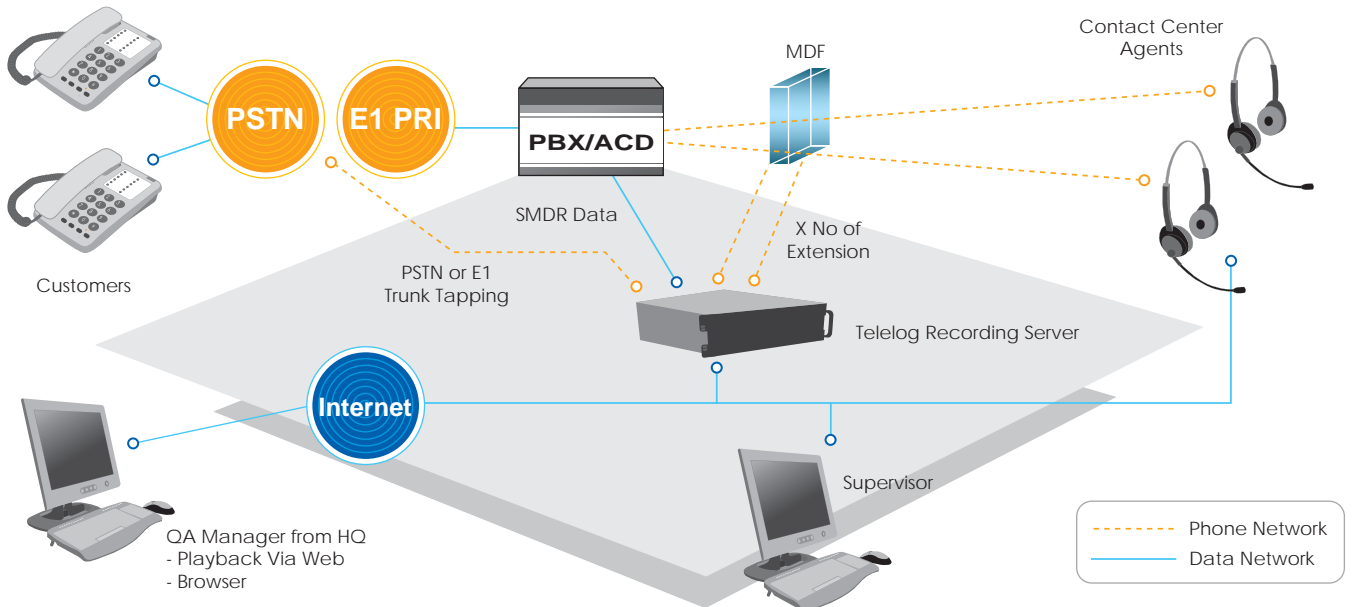 Contact Center
Agents
MDF
PSTN
E1 PRI
PBX/ACD
SMDR Data
X No of
Extension
Customers
PSTN or E1
Trunk Tapping
Telelog Recording Server
Internet
Supervisor
QA Manager from HQ
- Playback Via Web
- Browser
Phone Network
Data Network